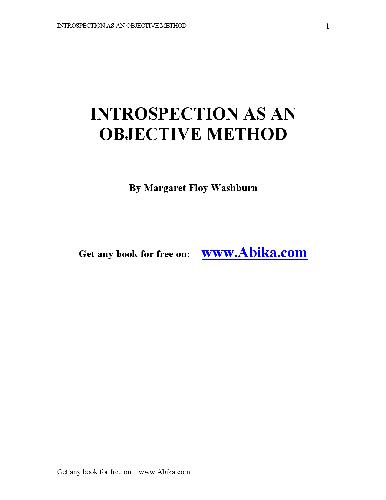 INTROSPECTION AS AN OBJECTIVE METHOD 1
INTROSPECTION AS AN
OBJECTIVE METHOD
By Margaret Floy Washburn
Get any book for free on: www.Abika.com
Get any book for free on: www.Abika.com